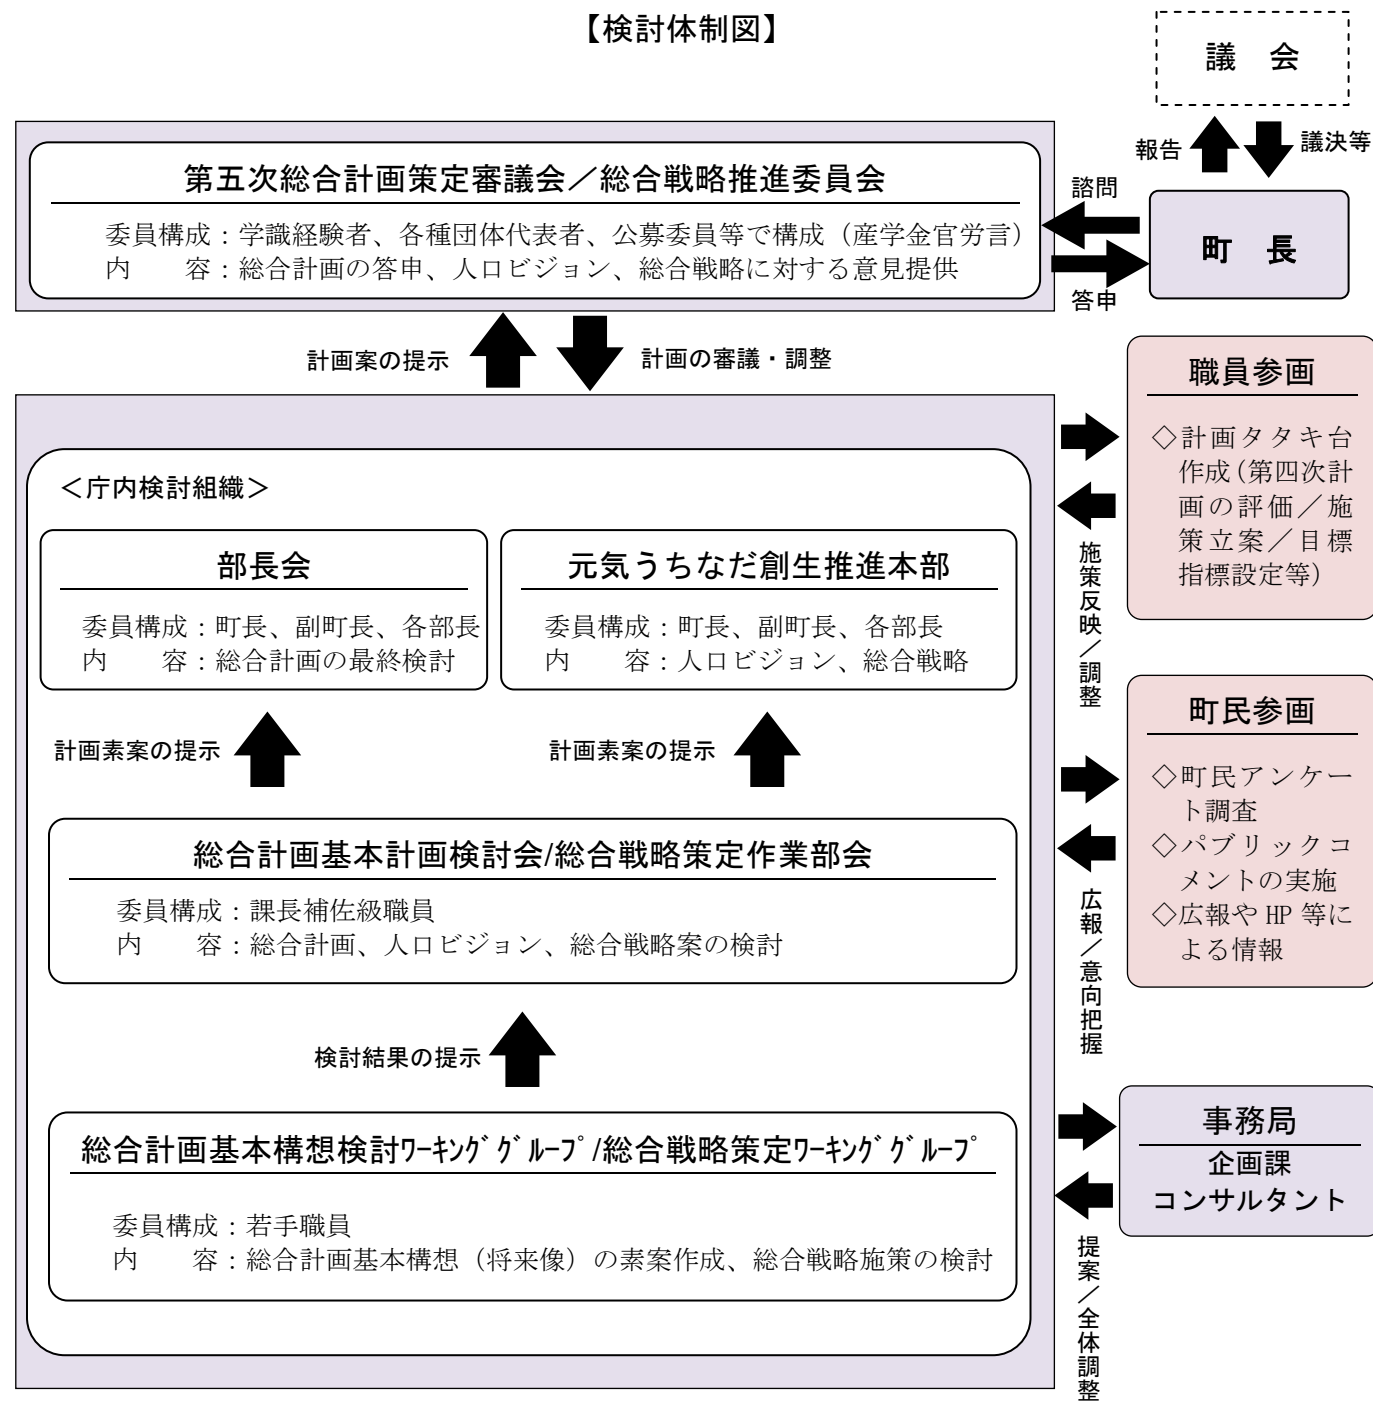 【検討体制図】
議　会
報告
議決等
第五次総合計画策定審議会／総合戦略推進委員会
委員構成：学識経験者、各種団体代表者、公募委員等で構成（産学金官労言）
内　　容：総合計画の答申、人口ビジョン、総合戦略に対する意見提供
諮問
答申
町　長
計画案の提示
計画の審議・調整
＜庁内検討組織＞
部長会
委員構成：町長、副町長、各部長
内　　容：総合計画の最終検討
元気うちなだ創生推進本部
委員構成：町長、副町長、各部長
内　　容：人口ビジョン、総合戦略
計画素案の提示
計画素案の提示
総合計画基本計画検討会/総合戦略策定作業部会
委員構成：課長補佐級職員
内　　容：総合計画、人口ビジョン、総合戦略案の検討
検討結果の提示
総合計画基本構想検討ﾜｰｷﾝｸﾞｸﾞﾙｰﾌﾟ/総合戦略策定ﾜｰｷﾝｸﾞｸﾞﾙｰﾌﾟ
委員構成：若手職員
内　　容：総合計画基本構想（将来像）の素案作成、総合戦略施策の検討
職員参画
◇計画タタキ台
作成（第四次計
画の評価／施
策立案／目標
指標設定等）
施策反映／調整
町民参画
◇町民アンケー
ト調査
◇パブリックコ
メントの実施
◇広報や HP 等に
よる情報
広報／意向把握
事務局
企画課
コンサルタント
提案／全体調整